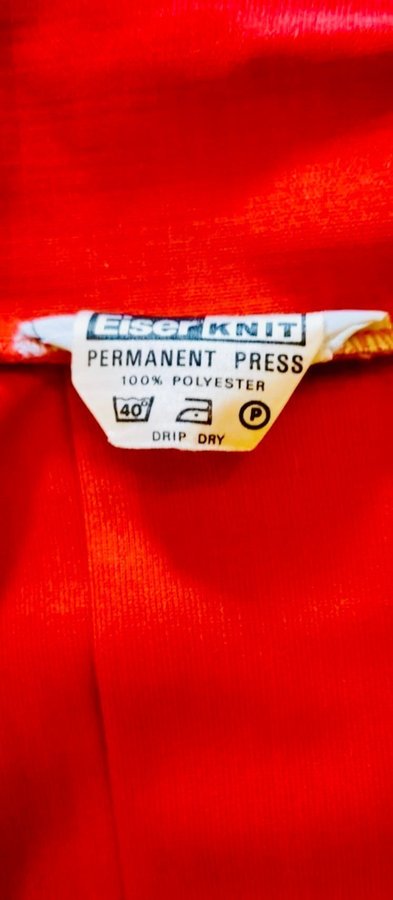 Eiser KNIT
PERMANENT PRESS
100% POLYESTER
40° P
DRIP DRY